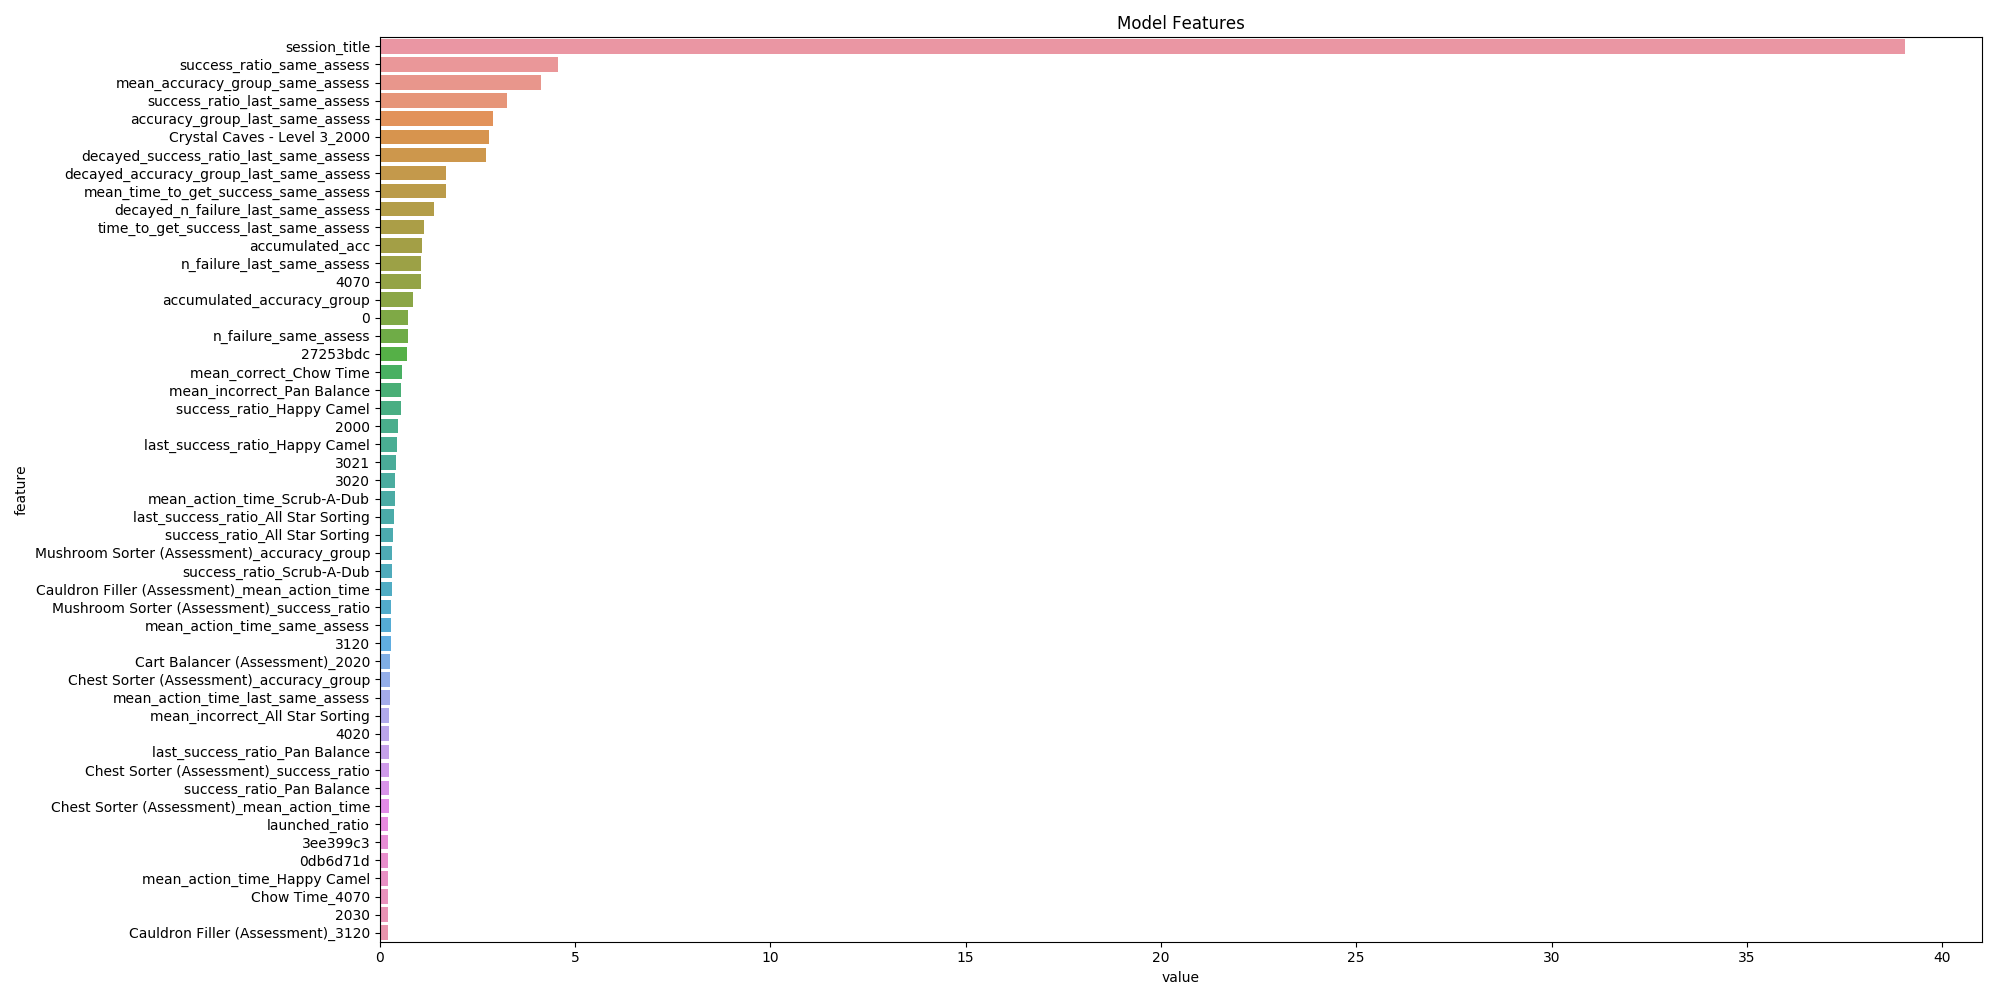 Model Features
session_title
success_ratio_same_assess
mean_accuracy_group_same_assess
success_ratio_last_same_assess
accuracy_group_last_same_assess
Crystal Caves - Level 3_2000
decayed_success_ratio_last_same_assess
decayed_accuracy_group_last_same_assess
mean_time_to_get_success_same_assess
decayed_n_failure_last_same_assess
time_to_get_success_last_same_assess
accumulated_acc
n_failure_last_same_assess
4070
accumulated_accuracy_group
0
n_failure_same_assess
27253bdc
mean_correct_Chow Time
mean_incorrect_Pan Balance
success_ratio_Happy Camel
2000
last_success_ratio_Happy Camel
3021
3020
mean_action_time_Scrub-A-Dub
last_success_ratio_All Star Sorting
success_ratio_All Star Sorting
Mushroom Sorter (Assessment)_accuracy_group
success_ratio_Scrub-A-Dub
Cauldron Filler (Assessment)_mean_action_time
Mushroom Sorter (Assessment)_success_ratio
mean_action_time_same_assess
3120
Cart Balancer (Assessment)_2020
Chest Sorter (Assessment)_accuracy_group
mean_action_time_last_same_assess
mean_incorrect_All Star Sorting
4020
last_success_ratio_Pan Balance
Chest Sorter (Assessment)_success_ratio
success_ratio_Pan Balance
Chest Sorter (Assessment)_mean_action_time
launched_ratio
3ee399c3
0db6d71d
mean_action_time_Happy Camel
Chow Time_4070
2030
Cauldron Filler (Assessment)_3120
feature
0 5 10 15 20 25 30 35 40
value